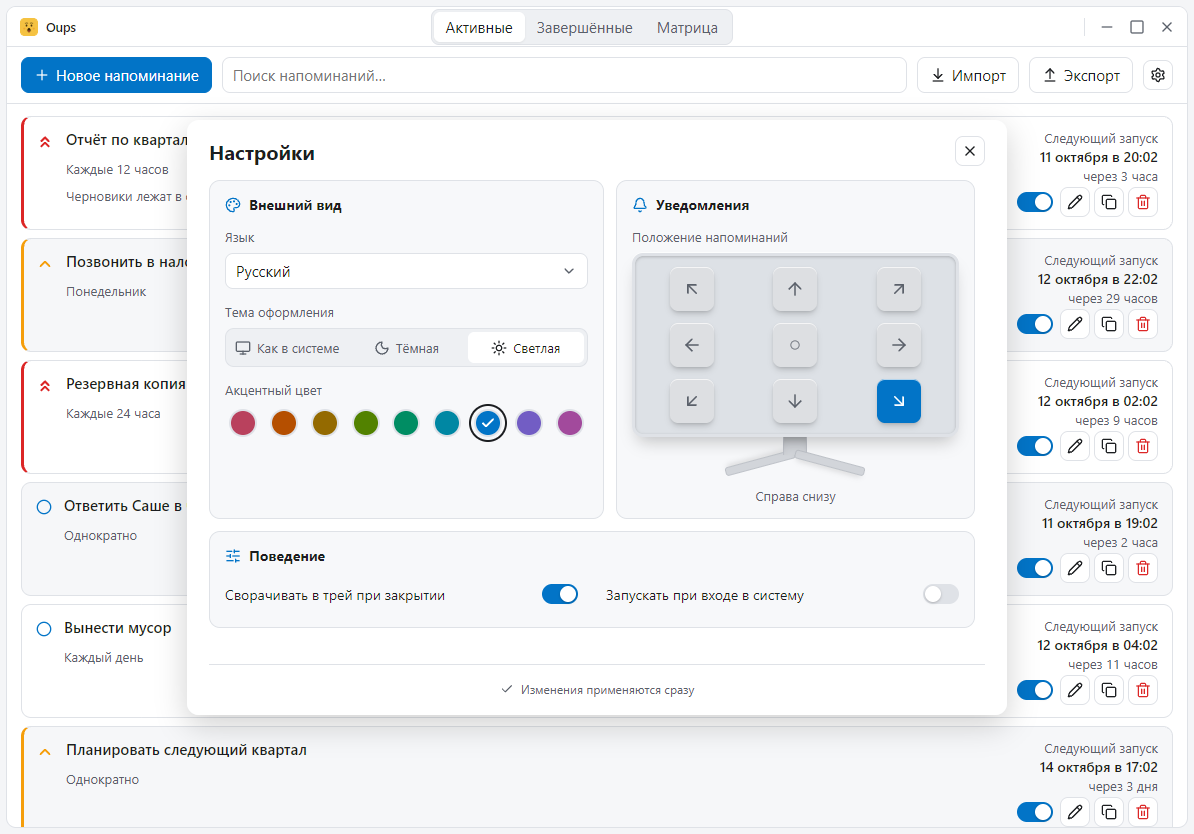 Oups
Активные
Завершённые
Матрица
Новое напоминание
Поиск напоминаний...
Импорт
Экспорт
Отчёт по квартал
Каждые 12 часов
Черновики лежат в
Следующий запуск
11 октября в 20:02
через 3 часа
Позвонить в нало
Понедельник
Следующий запуск
12 октября в 22:02
через 29 часов
Резервная копия
Каждые 24 часа
Следующий запуск
12 октября в 02:02
через 9 часов
Ответить Саше в
Однократно
Следующий запуск
11 октября в 19:02
через 2 часа
Вынести мусор
Каждый день
Следующий запуск
12 октября в 04:02
через 11 часов
Планировать следующий квартал
Однократно
Следующий запуск
14 октября в 17:02
через 3 дня
Настройки
Внешний вид
Язык
Русский
Тема оформления
Как в системе
Тёмная
Светлая
Акцентный цвет
Уведомления
Положение напоминаний
Справа снизу
Поведение
Сворачивать в трей при закрытии
Запускать при входе в систему
Изменения применяются сразу